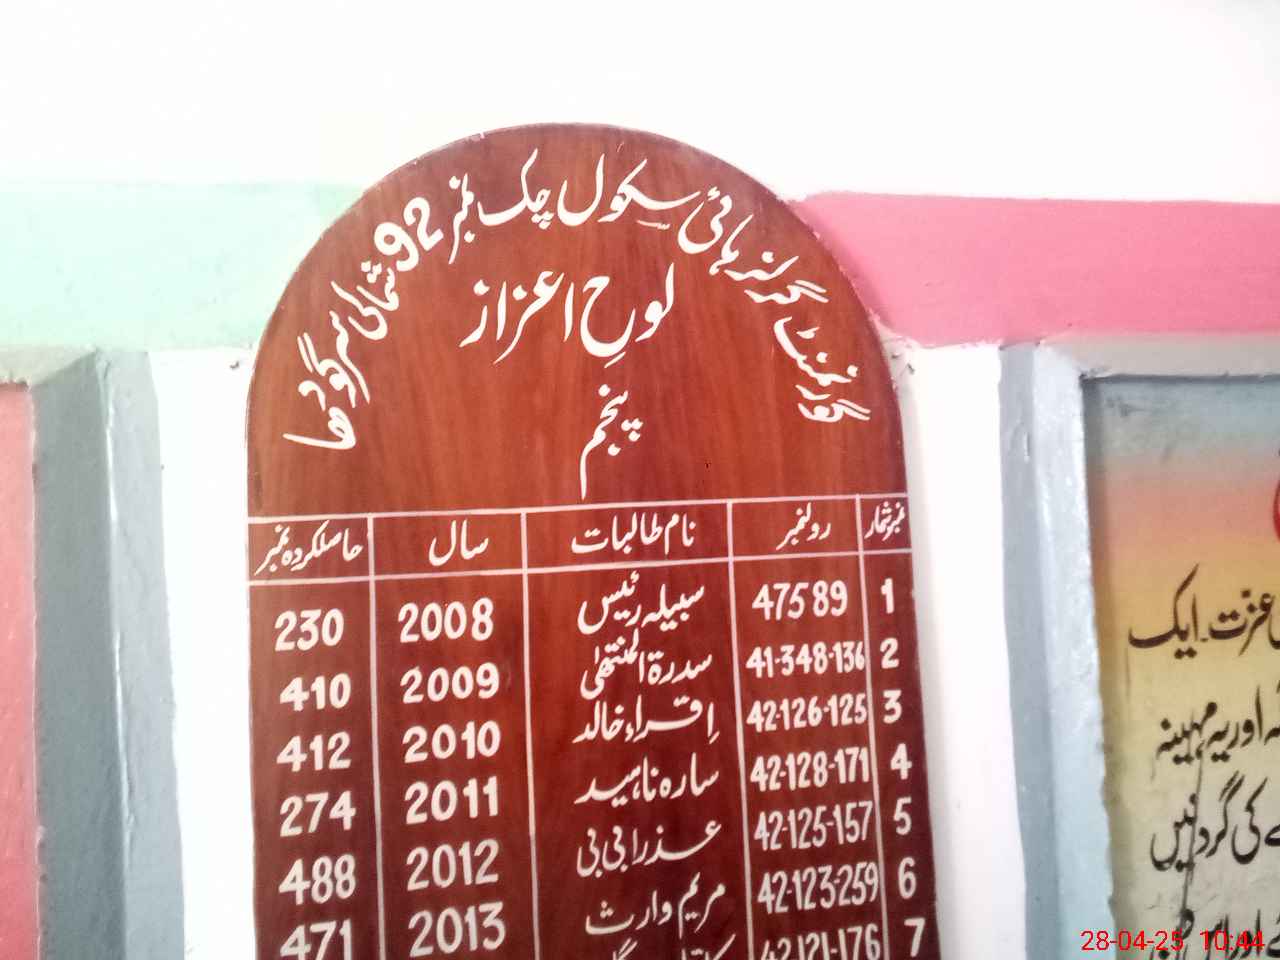 گورنمنٹ گرلز ہائی سکول چک نمبر 92 شمالی سرگودھا
لوحِ اعزاز
پنجم
نمبر شمار رولنمبر نام طالبات سال حاصلکردہ نمبر
1 47589 سبیلہ رئیس 2008 230
2 41-348-136 سدرۃ المنتھیٰ 2009 410
3 42-126-125 اِقراء خالد 2010 412
4 42-128-171 سارہ ناہید 2011 274
5 42-125-157 عذرا بی بی 2012 488
6 42-123-259 مریم وارث 2013 471
7 42-121-176
عزت۔ ایک
اور یہ مہینہ
کی گردنیں
28-04-25 10:44